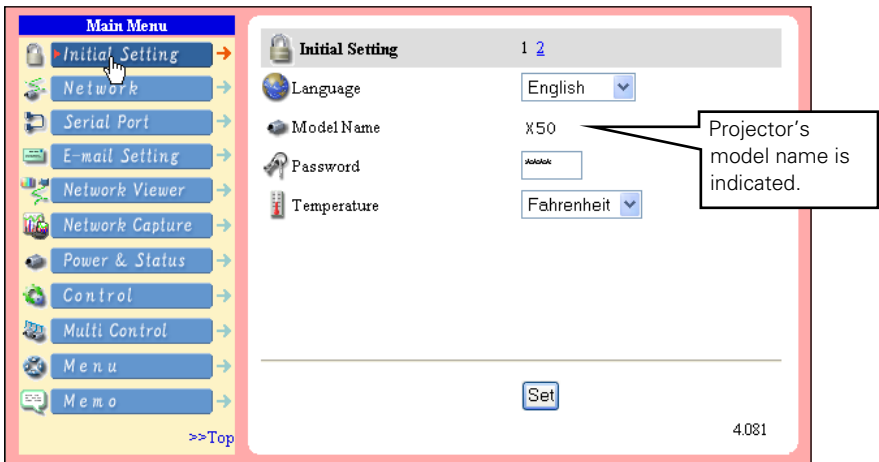 Main Menu
Initial Setting
Network
Serial Port
E-mail Setting
Network Viewer
Network Capture
Power & Status
Control
Multi Control
Menu
Memo
>>Top
Initial Setting 1 2
Language English
Model Name X50
Password ****
Temperature Fahrenheit
Set
4.081
Projector's
model name is
indicated.